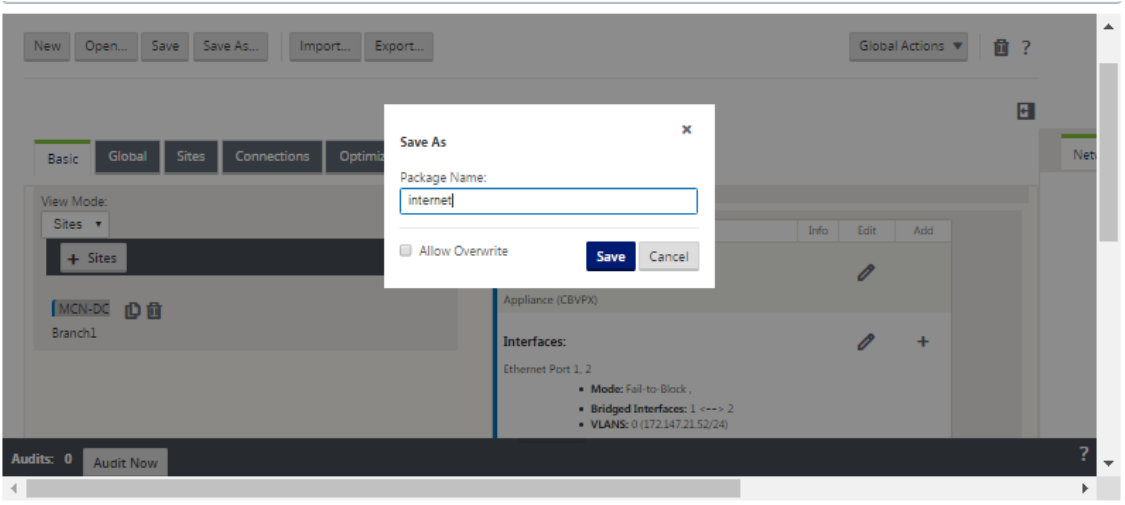 New Open... Save Save As... Import... Export... Global Actions ?
Save As
Basic Global Sites Connections Optimiz
Net
Package Name:
internet
View Mode:
Sites
Info Edit Add
+ Sites
Allow Overwrite Save Cancel
Appliance (CBVPX)
MCN-DC
Branch1
Interfaces: +
Ethernet Port 1, 2
• Mode: Fail-to-Block ,
• Bridged Interfaces: 1 <--> 2
• VLANS: 0 (172.147.21.52/24)
Audits: 0 Audit Now ?